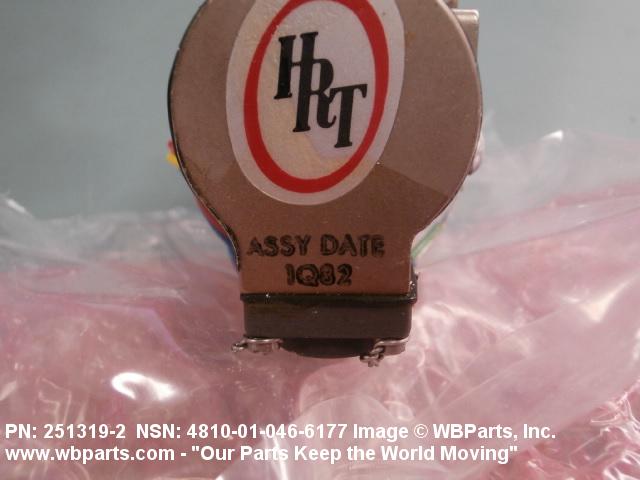 HRT
ASSY DATE
1Q82
PN: 251319-2 NSN: 4810-01-046-6177 Image © WBParts, Inc.
www.wbparts.com - "Our Parts Keep the World Moving"